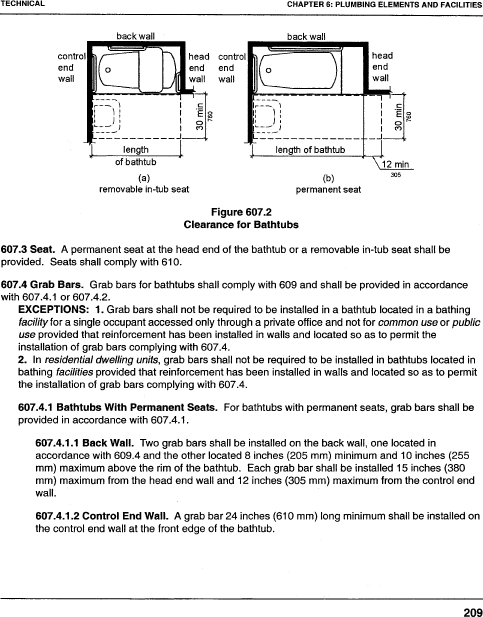 TECHNICAL
CHAPTER 6: PLUMBING ELEMENTS AND FACILITIES
back wall
back wall
control end wall
head end wall
control end wall
head end wall
30 min
760
30 min
760
length of bathtub
length of bathtub
12 min
305
(a)
removable in-tub seat
(b)
permanent seat
Figure 607.2
Clearance for Bathtubs
607.3 Seat. A permanent seat at the head end of the bathtub or a removable in-tub seat shall be
provided. Seats shall comply with 610.
607.4 Grab Bars. Grab bars for bathtubs shall comply with 609 and shall be provided in accordance
with 607.4.1 or 607.4.2.
EXCEPTIONS: 1. Grab bars shall not be required to be installed in a bathtub located in a bathing
facility for a single occupant accessed only through a private office and not for common use or public
use provided that reinforcement has been installed in walls and located so as to permit the
installation of grab bars complying with 607.4.
2. In residential dwelling units, grab bars shall not be required to be installed in bathtubs located in
bathing facilities provided that reinforcement has been installed in walls and located so as to permit
the installation of grab bars complying with 607.4.
607.4.1 Bathtubs With Permanent Seats. For bathtubs with permanent seats, grab bars shall be
provided in accordance with 607.4.1.
607.4.1.1 Back Wall. Two grab bars shall be installed on the back wall, one located in
accordance with 609.4 and the other located 8 inches (205 mm) minimum and 10 inches (255
mm) maximum above the rim of the bathtub. Each grab bar shall be installed 15 inches (380
mm) maximum from the head end wall and 12 inches (305 mm) maximum from the control end
wall.
607.4.1.2 Control End Wall. A grab bar 24 inches (610 mm) long minimum shall be installed on
the control end wall at the front edge of the bathtub.
209